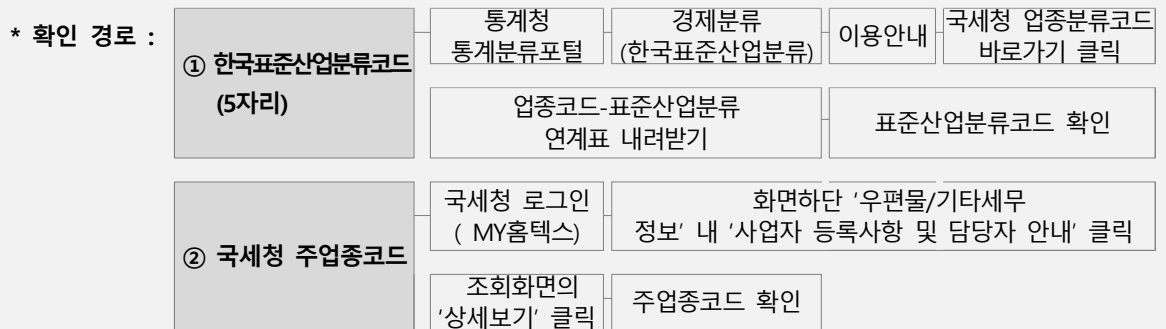 * 확인 경로 :
① 한국표준산업분류코드
(5자리)
통계청
통계분류포털
경제분류
(한국표준산업분류)
이용안내
국세청 업종분류코드
바로가기 클릭
업종코드-표준산업분류
연계표 내려받기
표준산업분류코드 확인
② 국세청 주업종코드
국세청 로그인
( MY홈텍스)
화면하단 '우편물/기타세무
정보' 내 '사업자 등록사항 및 담당자 안내' 클릭
조회화면의
'상세보기' 클릭
주업종코드 확인